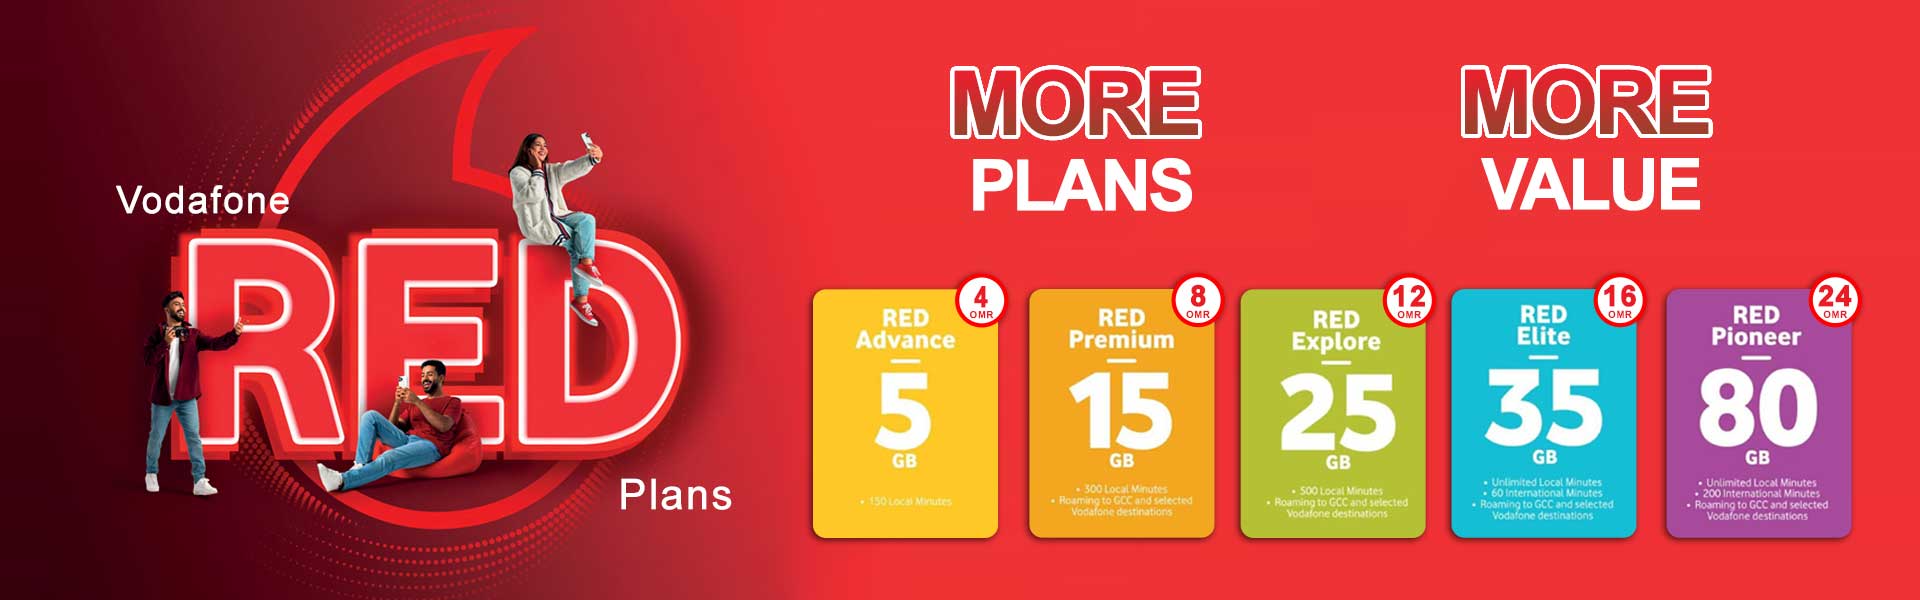 Vodafone
RED
Plans
MORE
PLANS
MORE
VALUE
4
OMR
RED
Advance
5
GB
• 150 Local Minutes
8
OMR
RED
Premium
15
GB
• 300 Local Minutes
• Roaming to GCC and selected
Vodafone destinations
12
OMR
RED
Explore
25
GB
• 500 Local Minutes
• Roaming to GCC and selected
Vodafone destinations
16
OMR
RED
Elite
35
GB
• Unlimited Local Minutes
• 60 International Minutes
• Roaming to GCC and selected
Vodafone destinations
24
OMR
RED
Pioneer
80
GB
• Unlimited Local Minutes
• 200 International Minutes
• Roaming to GCC and selected
Vodafone destinations